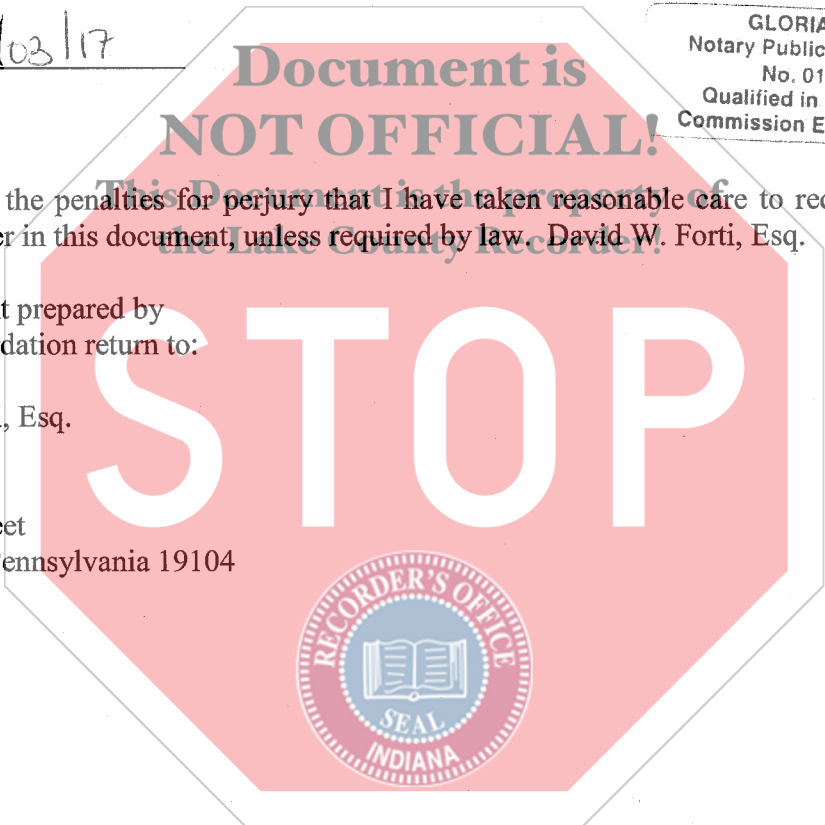 /03/17
GLORIA
Notary Public
No. 01
Qualified in
Commission E
Document is
NOT OFFICIAL!
This Document is the property of
the Lake County Recorder!
the penalties for perjury that I have taken reasonable care to rec
er in this document, unless required by law. David W. Forti, Esq.
t prepared by
dation return to:
., Esq.
eet
ennsylvania 19104
STOP
RECORDER'S OFFICE
SEAL
INDIANA